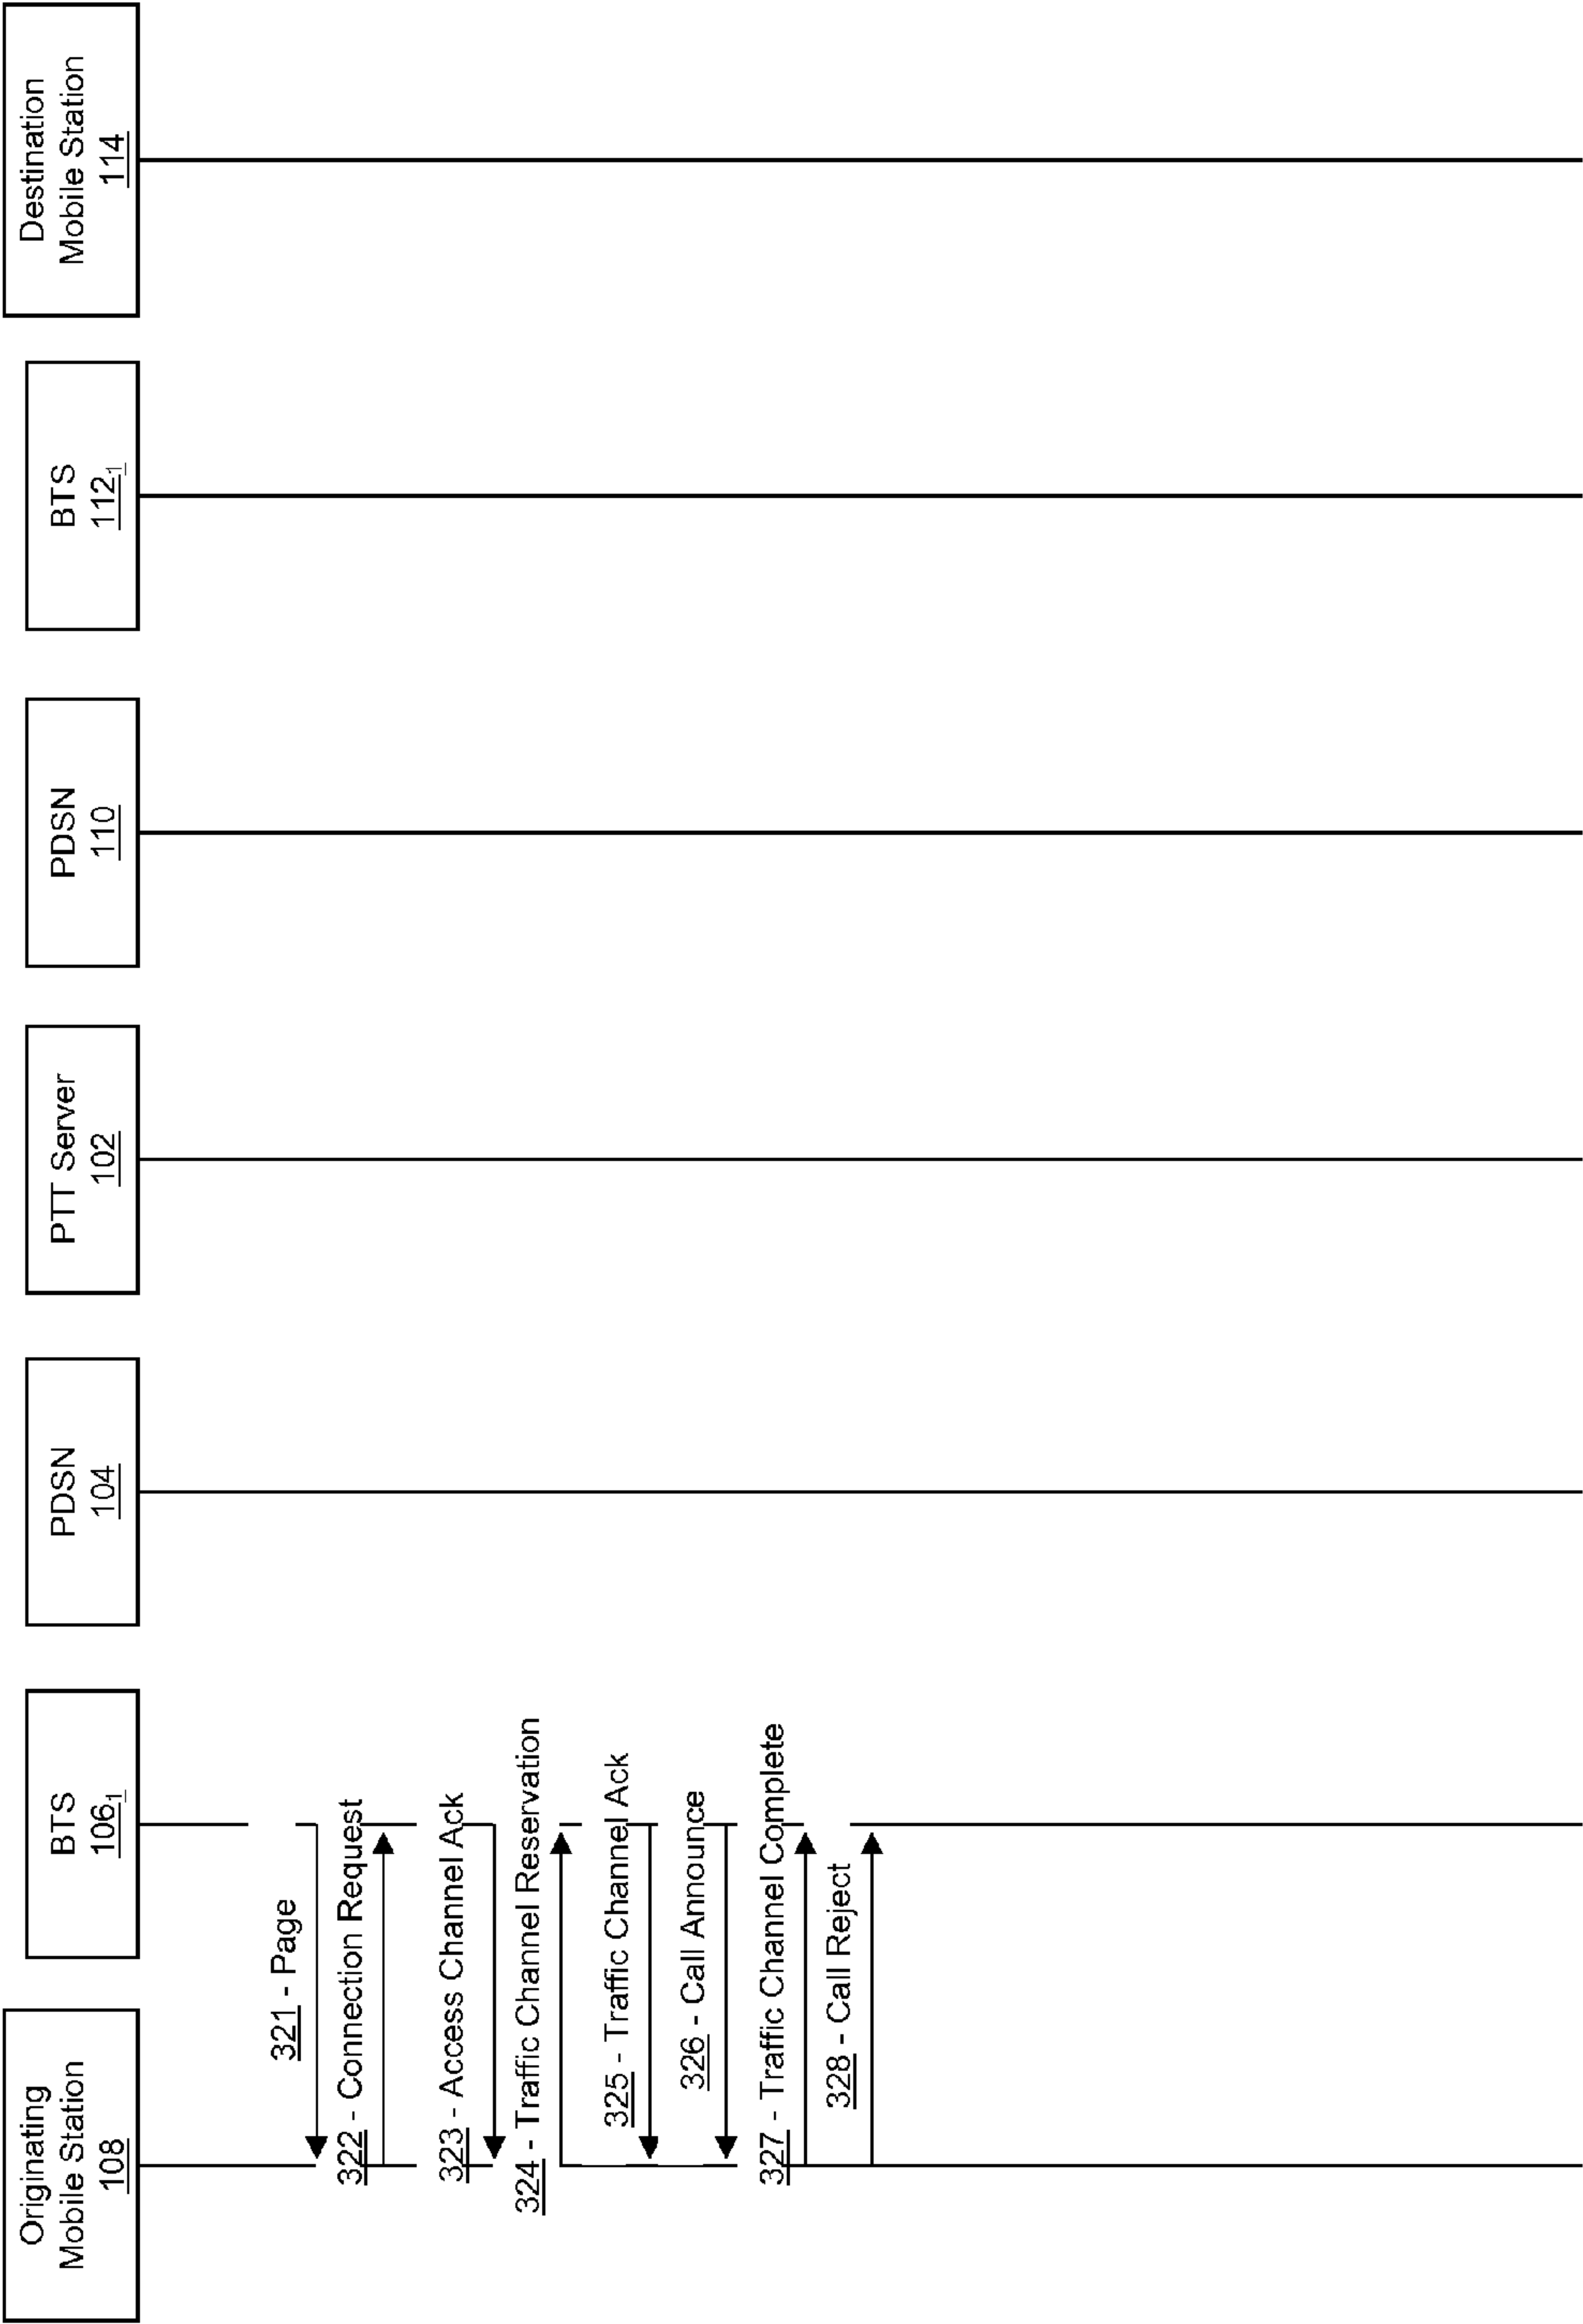 Originating
Mobile Station
108
BTS
106₁
PDSN
104
PTT Server
102
PDSN
110
BTS
112₁
Destination
Mobile Station
114
321 - Page
322 - Connection Request
323 - Access Channel Ack
324 - Traffic Channel Reservation
325 - Traffic Channel Ack
326 - Call Announce
327 - Traffic Channel Complete
328 - Call Reject